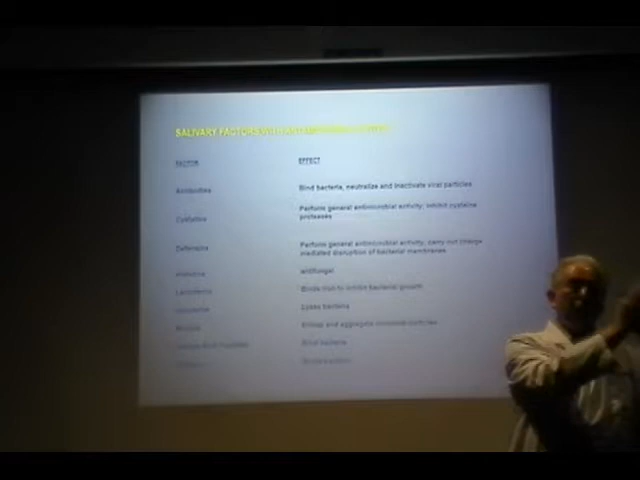 SALIVARY FACTORS WITH ANTIMICROBIAL ACTIVITY
FACTOR EFFECT
Antibodies Bind bacteria, neutralize and inactivate viral particles
Cystatins Perform general antimicrobial activity; inhibit cysteine
proteases
Defensins Perform general antimicrobial activity; carry out charge
mediated disruption of bacterial membranes
Histatins antifungal
Lactoferrin Binds iron to inhibit bacterial growth
Lyses bacteria
Mucins Entrap and aggregate microbial particles
Bind bacteria